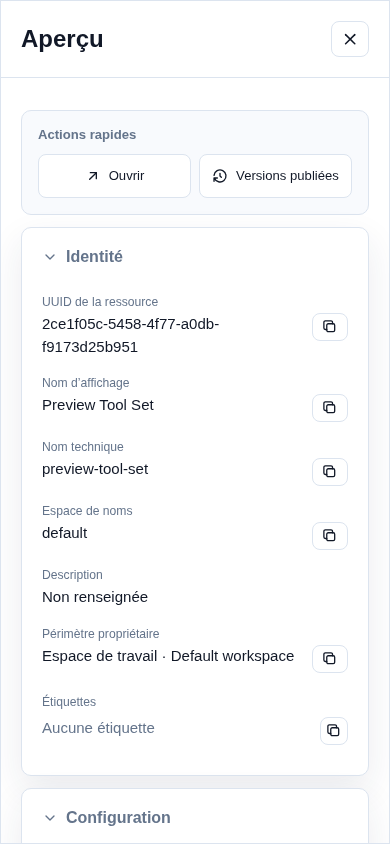 Aperçu
Actions rapides
Ouvrir
Versions publiées
Identité
UUID de la ressource
2ce1f05c-5458-4f77-a0db-
f9173d25b951
Nom d’affichage
Preview Tool Set
Nom technique
preview-tool-set
Espace de noms
default
Description
Non renseignée
Périmètre propriétaire
Espace de travail · Default workspace
Étiquettes
Aucune étiquette
Configuration